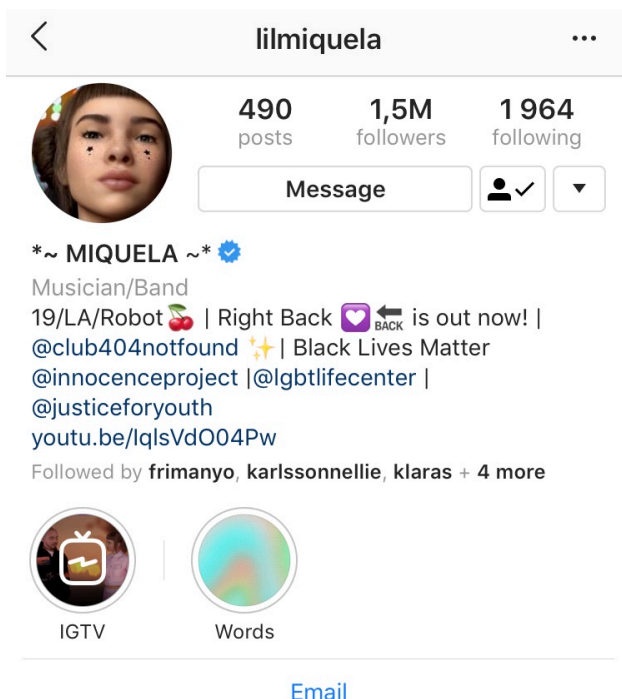 lilmiquela
490 1,5M 1 964
posts followers following
Message
*~ MIQUELA ~*
Musician/Band
19/LA/Robot🍒 | Right Back 💟 🔙 is out now! |
@club404notfound ✨ | Black Lives Matter
@innocenceproject |@lgbtlifecenter |
@justiceforyouth
youtu.be/IqlsVdO04Pw
Followed by frimanyo, karlssonnellie, klaras + 4 more
IGTV Words
Email